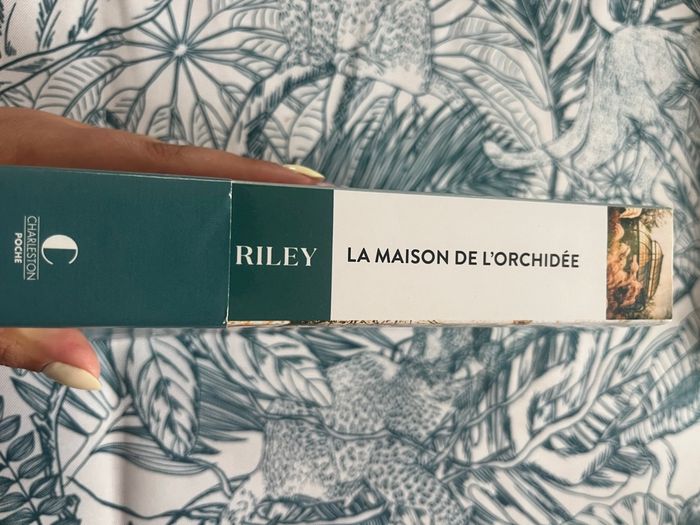 C
CHARLESTON
POCHE
RILEY
LA MAISON DE L'ORCHIDÉE